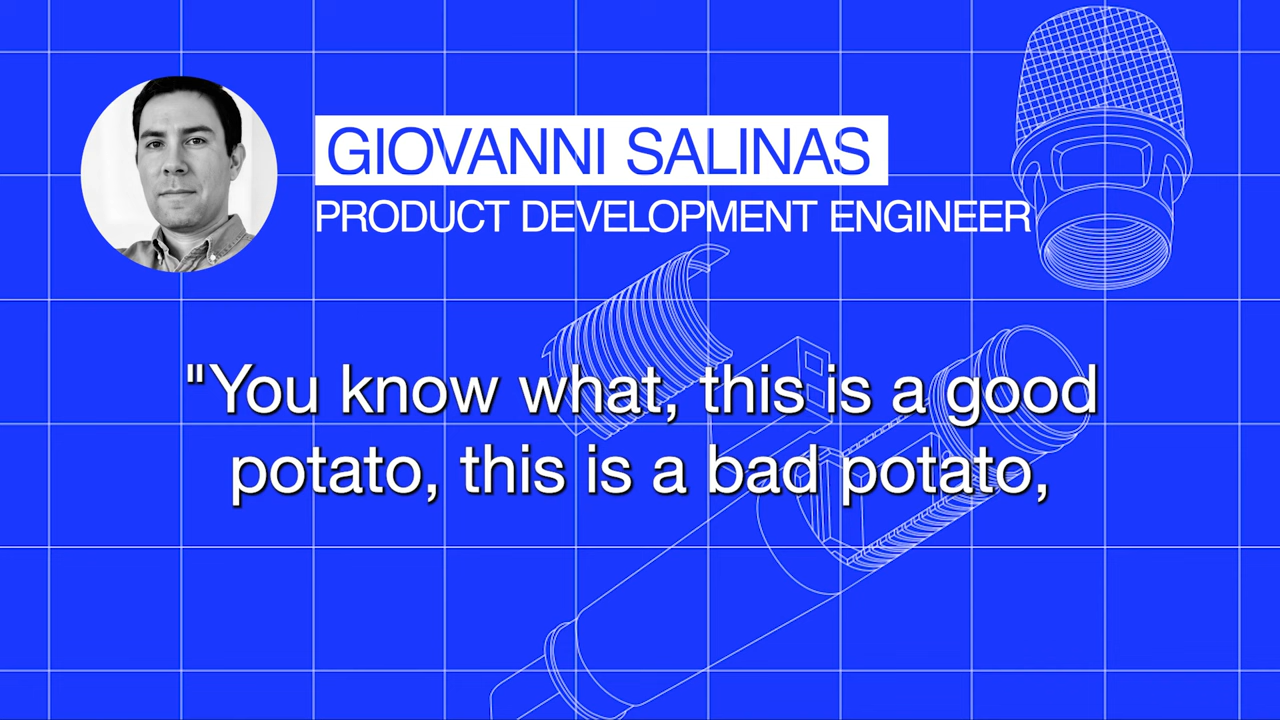 GIOVANNI SALINAS
PRODUCT DEVELOPMENT ENGINEER
"You know what, this is a good
potato, this is a bad potato,